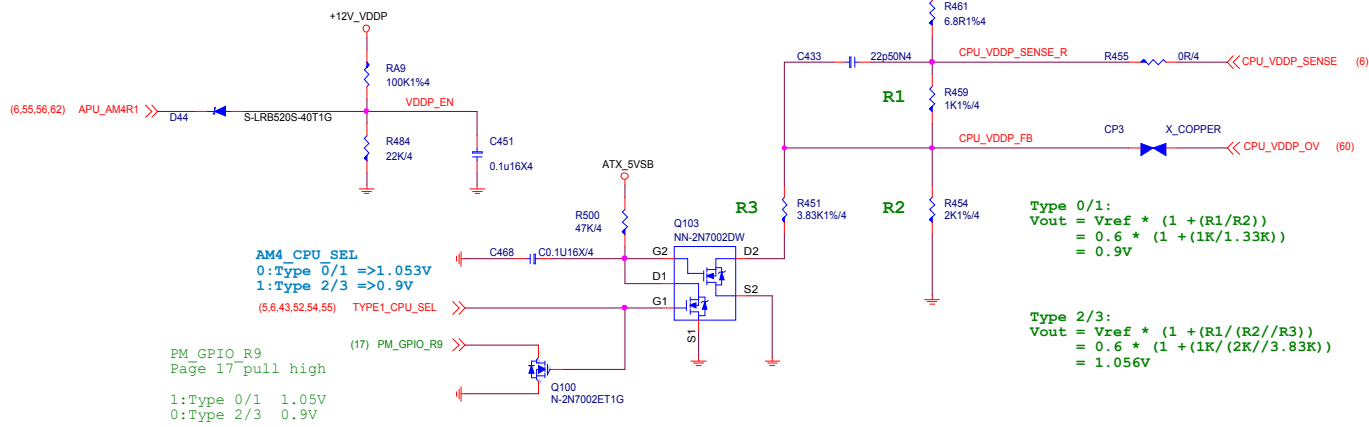 R461
6.8R1%4
+12V_VDDP
C433
22p50N4
CPU_VDDP_SENSE_R
R455
0R/4
CPU_VDDP_SENSE
(6)
RA9
100K1%4
R1
R459
1K1%/4
(6,55,56,62)
APU_AM4R1
D44
S-LRB520S-40T1G
VDDP_EN
R484
22K/4
C451
0.1u16X4
CP3
X_COPPER
CPU_VDDP_FB
CPU_VDDP_OV
(60)
ATX_5VSB
R3
R451
3.83K1%/4
R2
R454
2K1%/4
R500
47K/4
Q103
NN-2N7002DW
Type 0/1:
Vout = Vref * (1 +(R1/R2))
= 0.6 * (1 +(1K/1.33K))
= 0.9V
C468
C0.1U16X/4
G2
D2
D1
S2
G1
S1
AM4_CPU_SEL
0:Type 0/1 =>1.053V
1:Type 2/3 =>0.9V
(5,6,43,52,54,55)
TYPE1_CPU_SEL
(17)
PM_GPIO_R9
Type 2/3:
Vout = Vref * (1 +(R1/(R2//R3))
= 0.6 * (1 +(1K/(2K//3.83K))
= 1.056V
PM_GPIO_R9
Page 17 pull high
Q100
N-2N7002ET1G
1:Type 0/1 1.05V
0:Type 2/3 0.9V